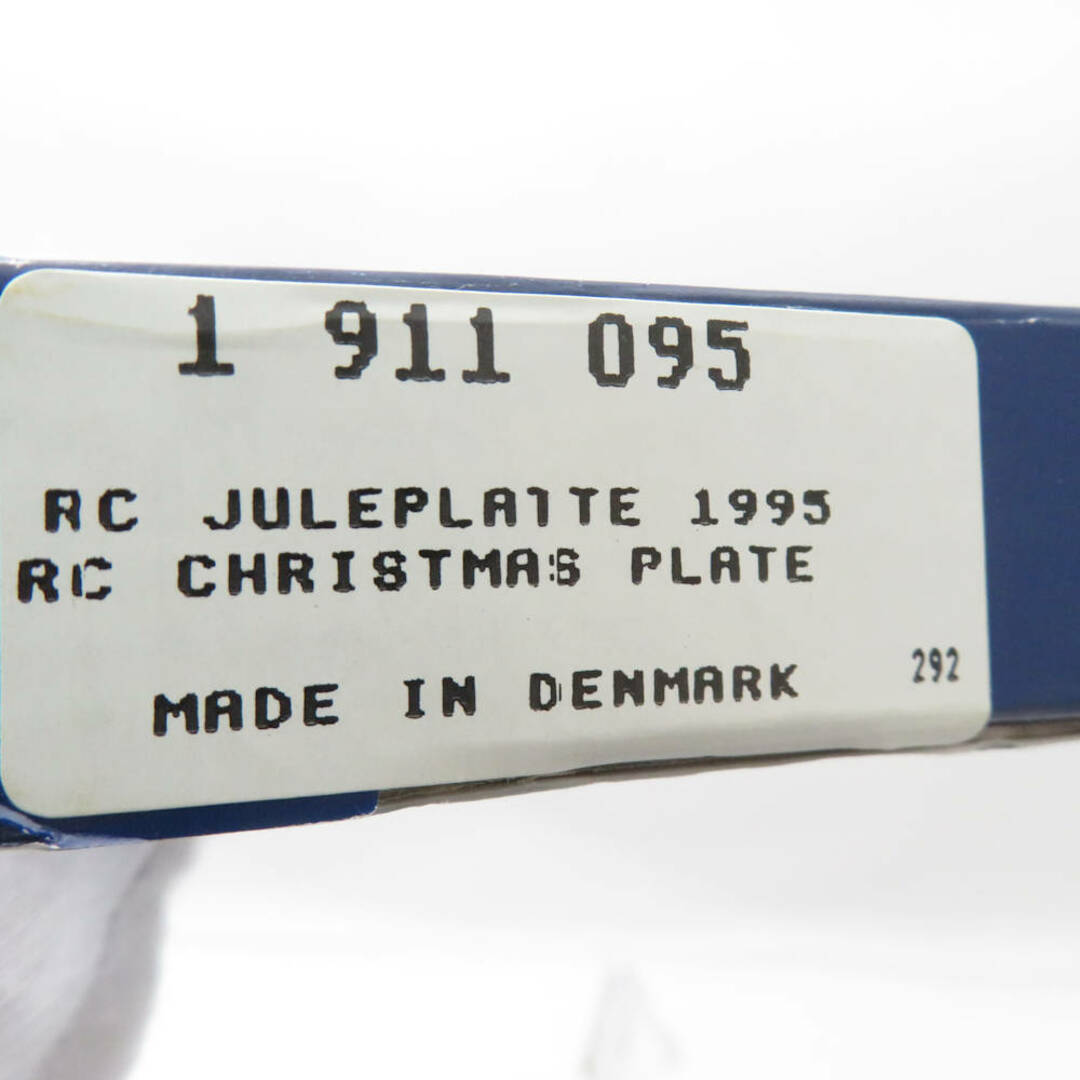 1 911 095
RC JULEPLATTE 1995
RC CHRISTMAS PLATE
292
MADE IN DENMARK